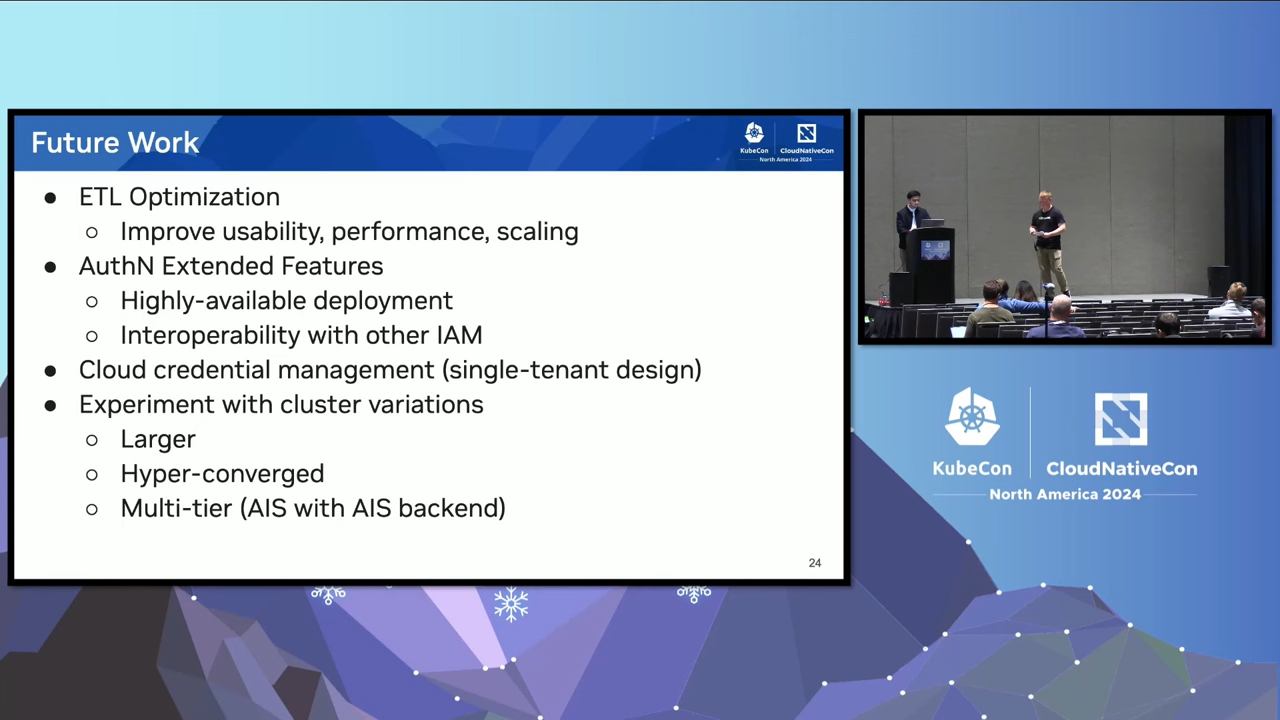 Future Work
KubeCon
CloudNativeCon
North America 2024
● ETL Optimization
○ Improve usability, performance, scaling
● AuthN Extended Features
○ Highly-available deployment
○ Interoperability with other IAM
● Cloud credential management (single-tenant design)
● Experiment with cluster variations
○ Larger
○ Hyper-converged
○ Multi-tier (AIS with AIS backend)
24
KubeCon
CloudNativeCon
North America 2024